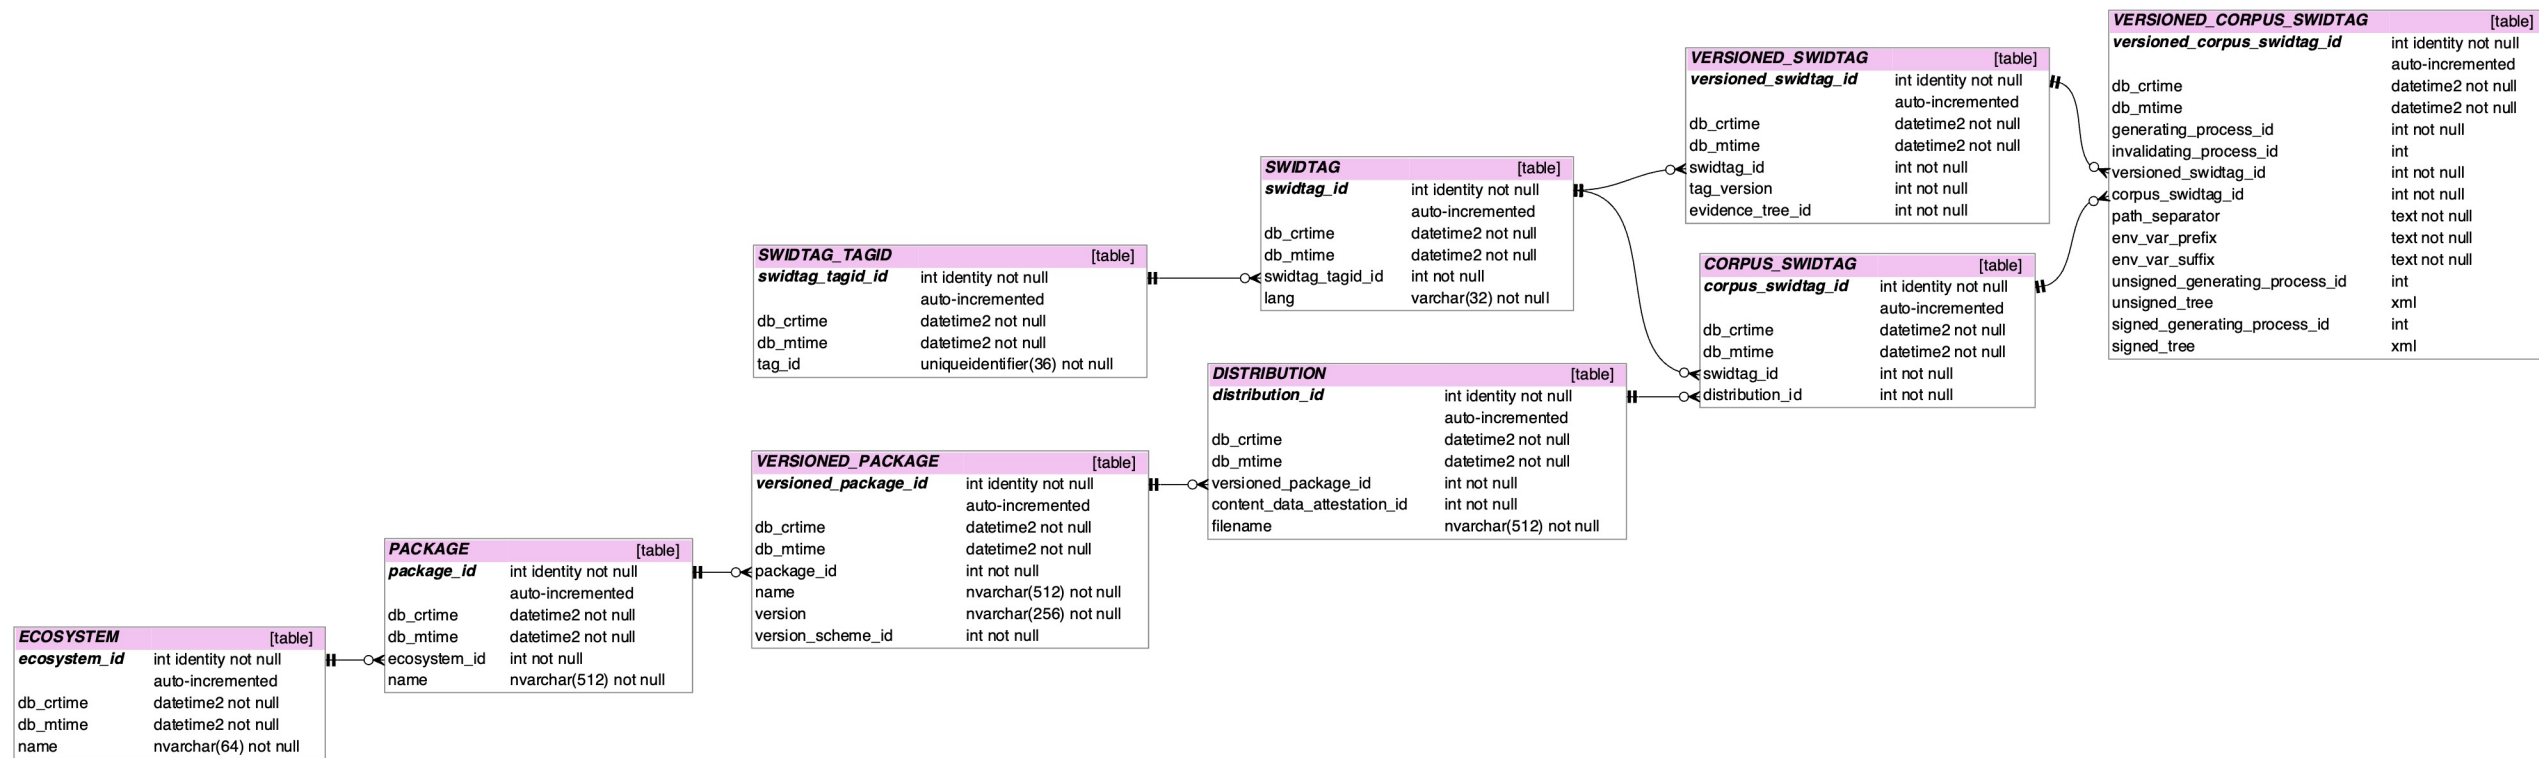 VERSIONED_CORPUS_SWIDTAG [table]
versioned_corpus_swidtag_id int identity not null
auto-incremented
db_crtime datetime2 not null
db_mtime datetime2 not null
generating_process_id int not null
invalidating_process_id int
versioned_swidtag_id int not null
corpus_swidtag_id int not null
path_separator text not null
env_var_prefix text not null
env_var_suffix text not null
unsigned_generating_process_id int
unsigned_tree xml
signed_generating_process_id int
signed_tree xml
VERSIONED_SWIDTAG [table]
versioned_swidtag_id int identity not null
auto-incremented
db_crtime datetime2 not null
db_mtime datetime2 not null
swidtag_id int not null
tag_version int not null
evidence_tree_id int not null
SWIDTAG [table]
swidtag_id int identity not null
auto-incremented
db_crtime datetime2 not null
db_mtime datetime2 not null
swidtag_tagid_id int not null
lang varchar(32) not null
SWIDTAG_TAGID [table]
swidtag_tagid_id int identity not null
auto-incremented
db_crtime datetime2 not null
db_mtime datetime2 not null
tag_id uniqueidentifier(36) not null
CORPUS_SWIDTAG [table]
corpus_swidtag_id int identity not null
auto-incremented
db_crtime datetime2 not null
db_mtime datetime2 not null
swidtag_id int not null
distribution_id int not null
DISTRIBUTION [table]
distribution_id int identity not null
auto-incremented
db_crtime datetime2 not null
db_mtime datetime2 not null
versioned_package_id int not null
content_data_attestation_id int not null
filename nvarchar(512) not null
VERSIONED_PACKAGE [table]
versioned_package_id int identity not null
auto-incremented
db_crtime datetime2 not null
db_mtime datetime2 not null
package_id int not null
name nvarchar(512) not null
version nvarchar(256) not null
version_scheme_id int not null
PACKAGE [table]
package_id int identity not null
auto-incremented
db_crtime datetime2 not null
db_mtime datetime2 not null
ecosystem_id int not null
name nvarchar(512) not null
ECOSYSTEM [table]
ecosystem_id int identity not null
auto-incremented
db_crtime datetime2 not null
db_mtime datetime2 not null
name nvarchar(64) not null